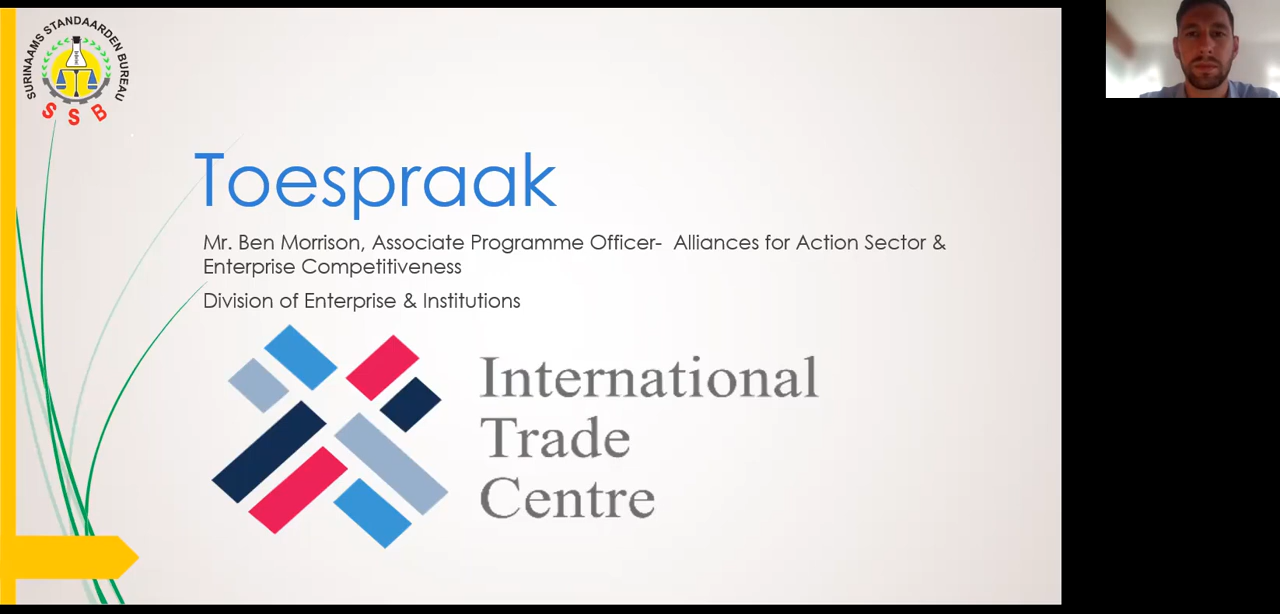 SURINAAMS STANDAARDEN BUREAU
S S B
Toespraak
Mr. Ben Morrison, Associate Programme Officer-  Alliances for Action Sector &
Enterprise Competitiveness
Division of Enterprise & Institutions
International
Trade
Centre